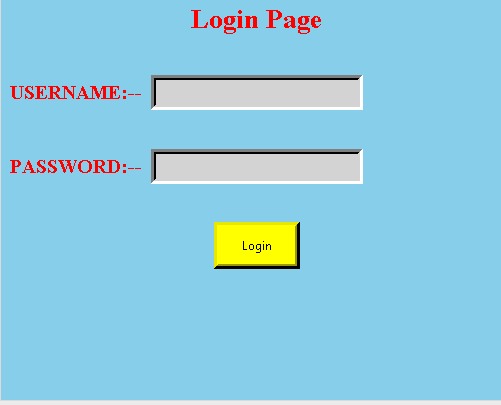 Login Page
USERNAME:--
PASSWORD:--
Login